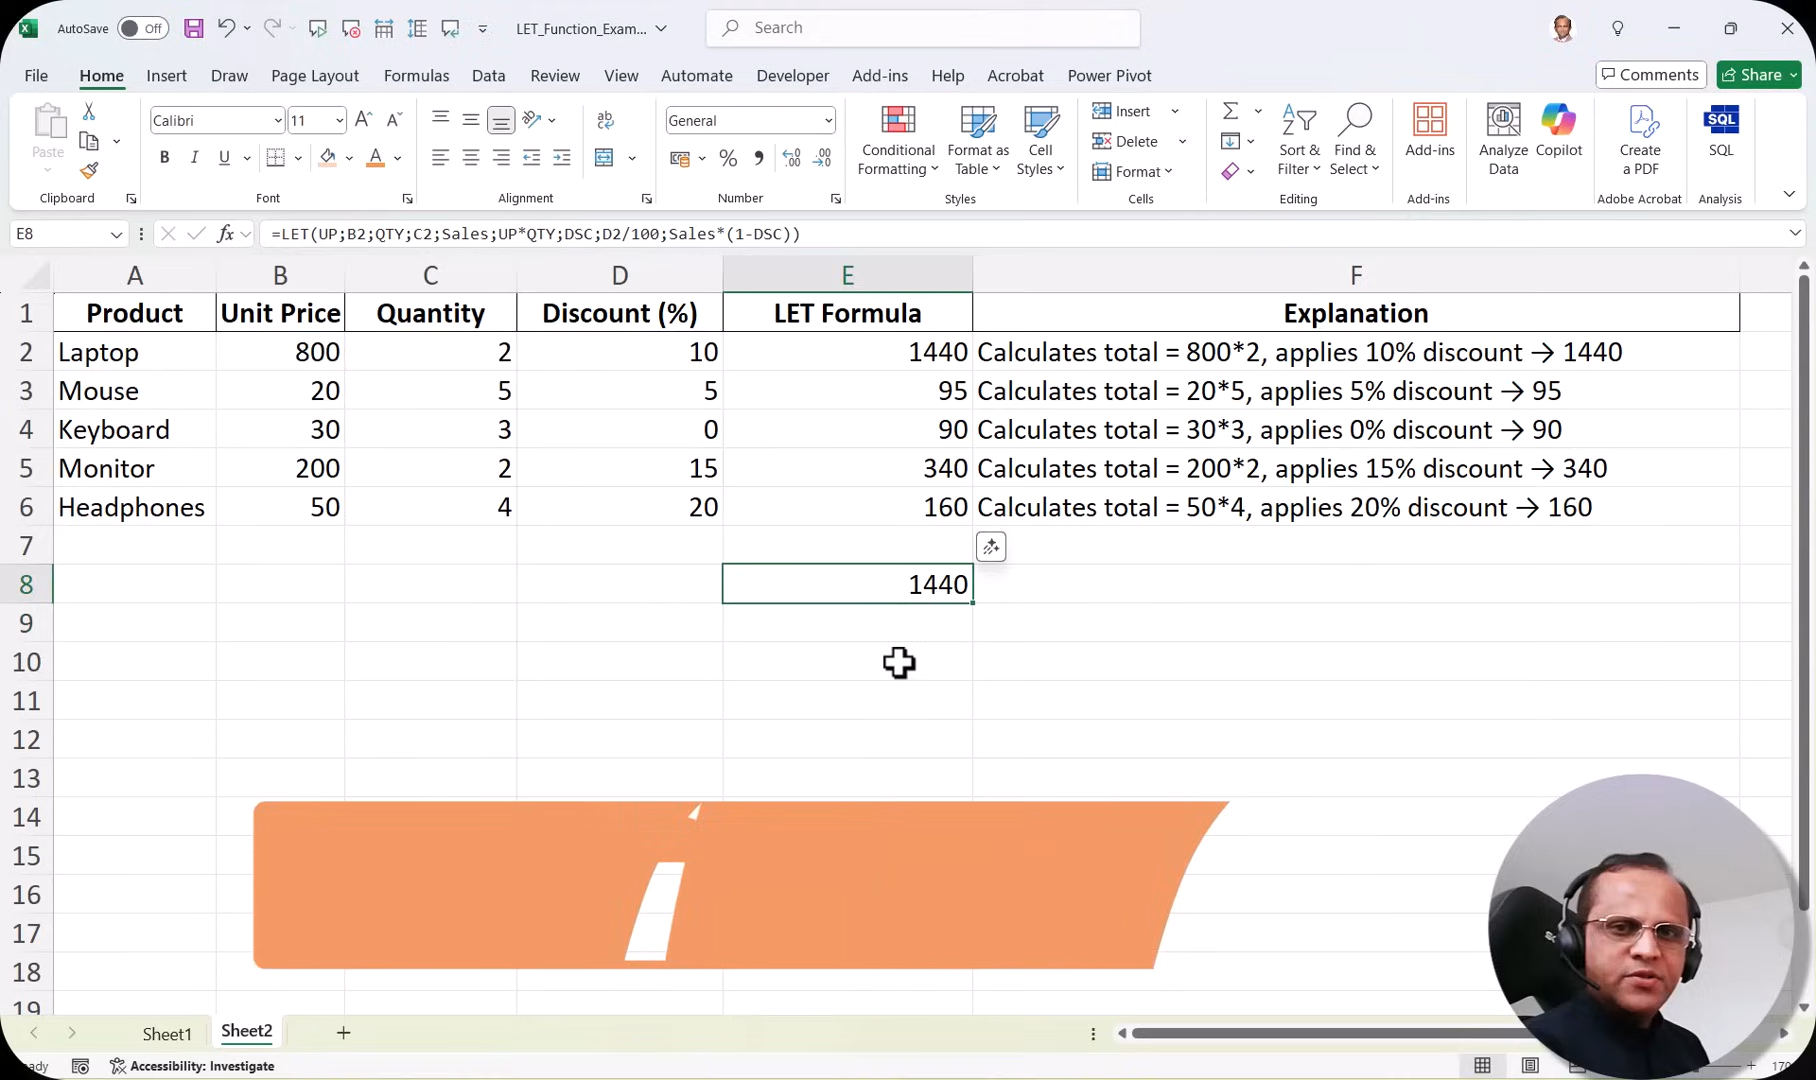 AutoSave Off LET_Function_Exam... Search
File Home Insert Draw Page Layout Formulas Data Review View Automate Developer Add-ins Help Acrobat Power Pivot Comments Share
Paste Calibri 11 General Insert Delete Format
B I U
Conditional Formatting Format as Table Cell Styles Sort & Filter Find & Select Add-ins Analyze Data Copilot Create a PDF SQL SQL
Clipboard Font Alignment Number Styles Cells Editing Add-ins Adobe Acrobat Analysis
E8 fx =LET(UP;B2;QTY;C2;Sales;UP*QTY;DSC;D2/100;Sales*(1-DSC))
A B C D E F
1 Product Unit Price Quantity Discount (%) LET Formula Explanation
2 Laptop 800 2 10 1440 Calculates total = 800*2, applies 10% discount → 1440
3 Mouse 20 5 5 95 Calculates total = 20*5, applies 5% discount → 95
4 Keyboard 30 3 0 90 Calculates total = 30*3, applies 0% discount → 90
5 Monitor 200 2 15 340 Calculates total = 200*2, applies 15% discount → 340
6 Headphones 50 4 20 160 Calculates total = 50*4, applies 20% discount → 160
7
8 1440
9
10
11
12
13
14
15
16
17
18
19
Sheet1 Sheet2
Accessibility: Investigate